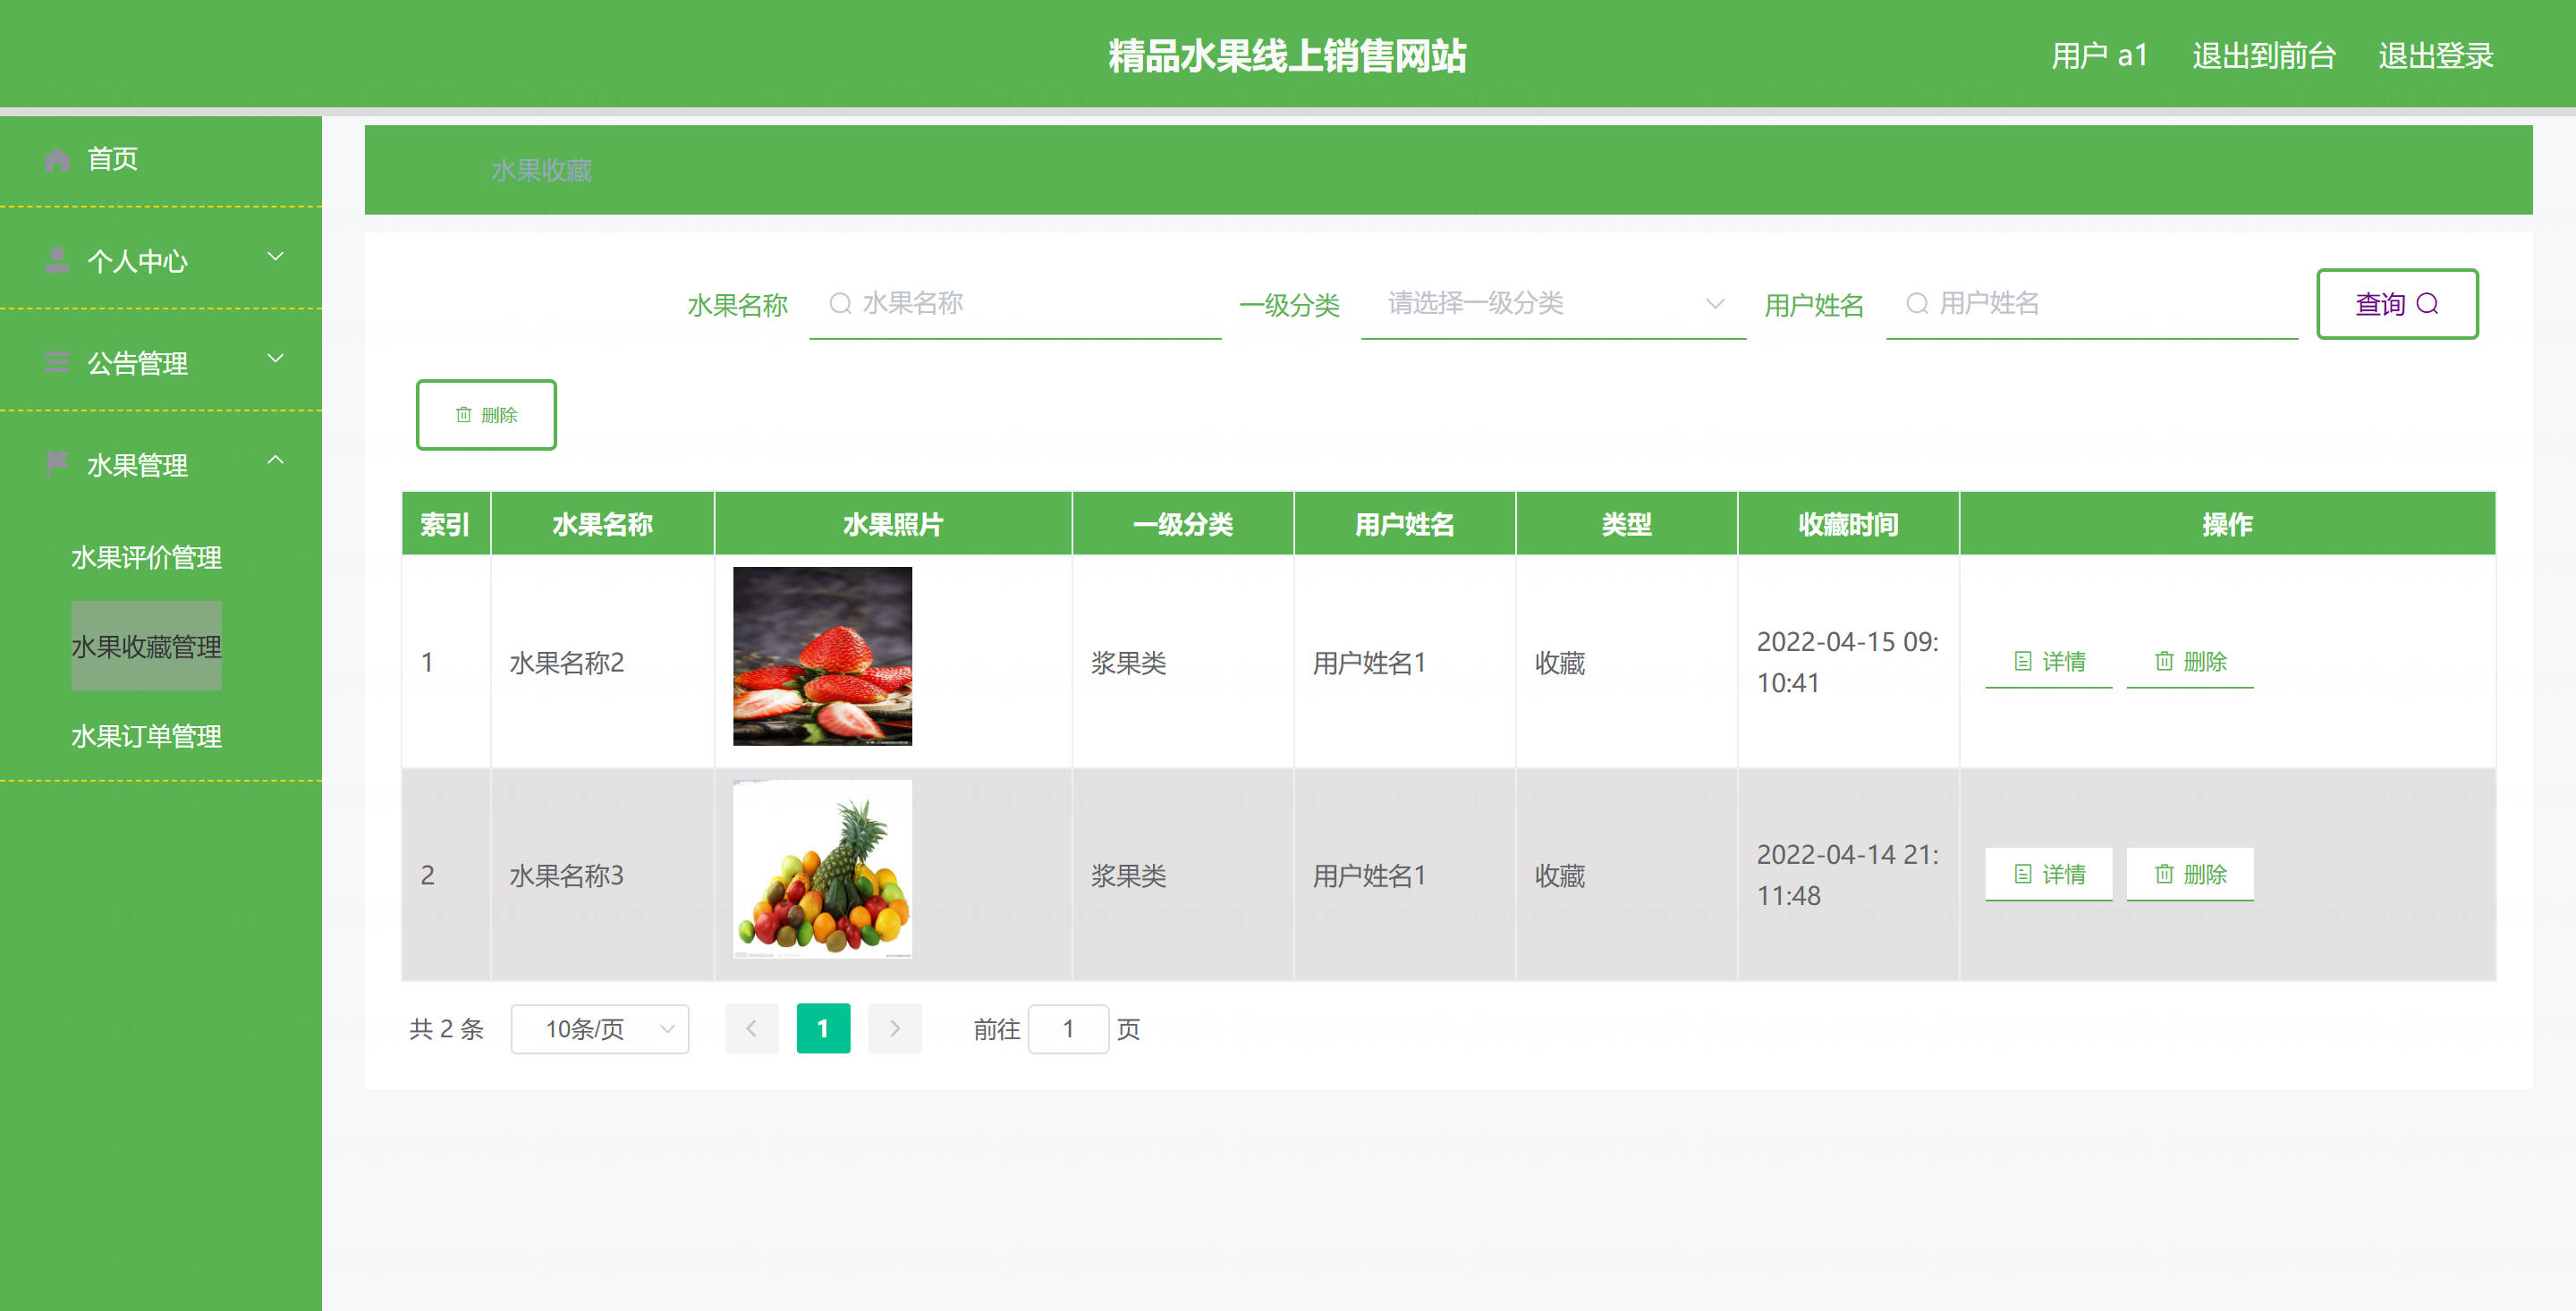 精品水果线上销售网站
用户 a1 退出到前台 退出登录
首页
个人中心
公告管理
水果管理
水果评价管理
水果收藏管理
水果订单管理
水果收藏
水果名称 水果名称 一级分类 请选择一级分类 用户姓名 用户姓名 查询
删除
索引 水果名称 水果照片 一级分类 用户姓名 类型 收藏时间 操作
1 水果名称2 浆果类 用户姓名1 收藏 2022-04-15 09:
10:41 详情 删除
2 水果名称3 浆果类 用户姓名1 收藏 2022-04-14 21:
11:48 详情 删除
共 2 条 10条/页 1 前往 1 页